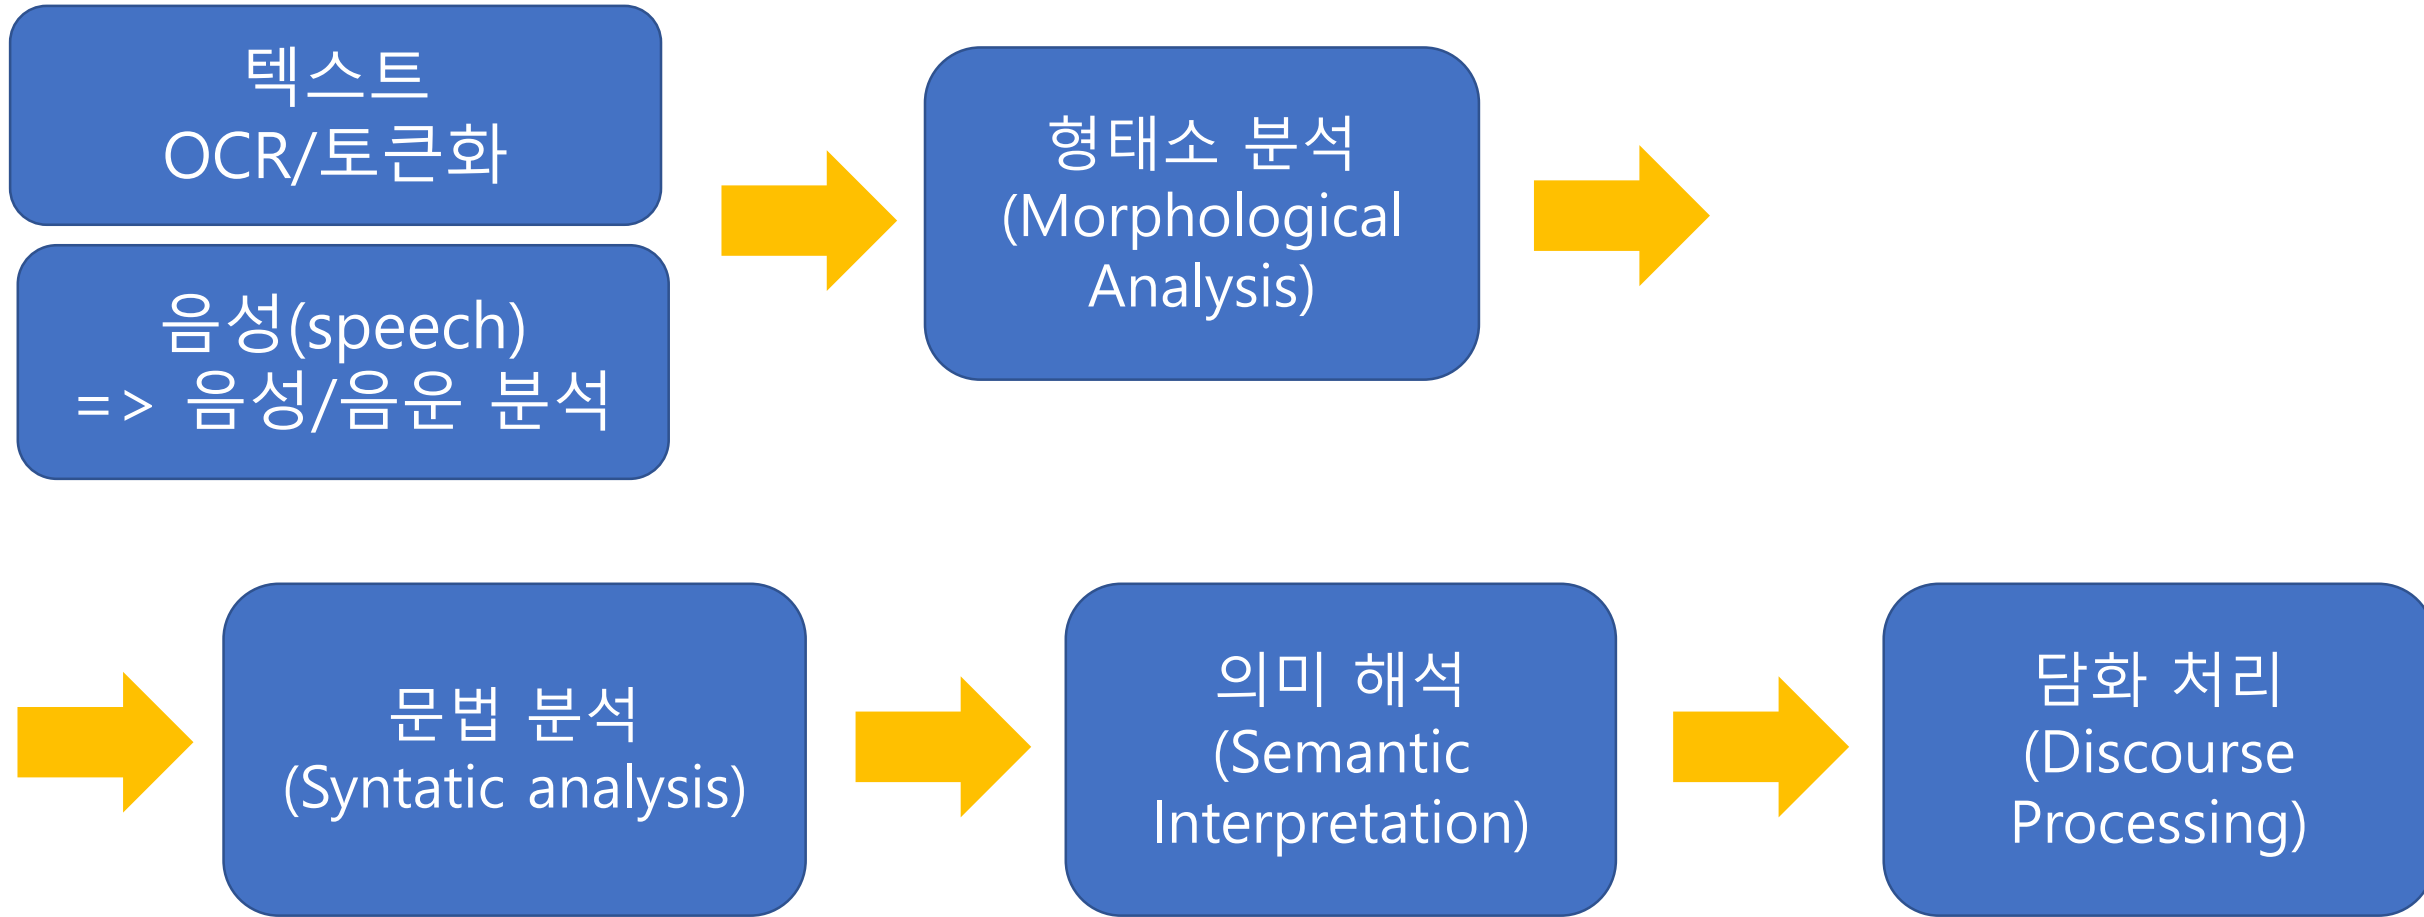 텍스트
OCR/토큰화
음성(speech)
=> 음성/음운 분석
형태소 분석
(Morphological
Analysis)
문법 분석
(Syntatic analysis)
의미 해석
(Semantic
Interpretation)
담화 처리
(Discourse
Processing)